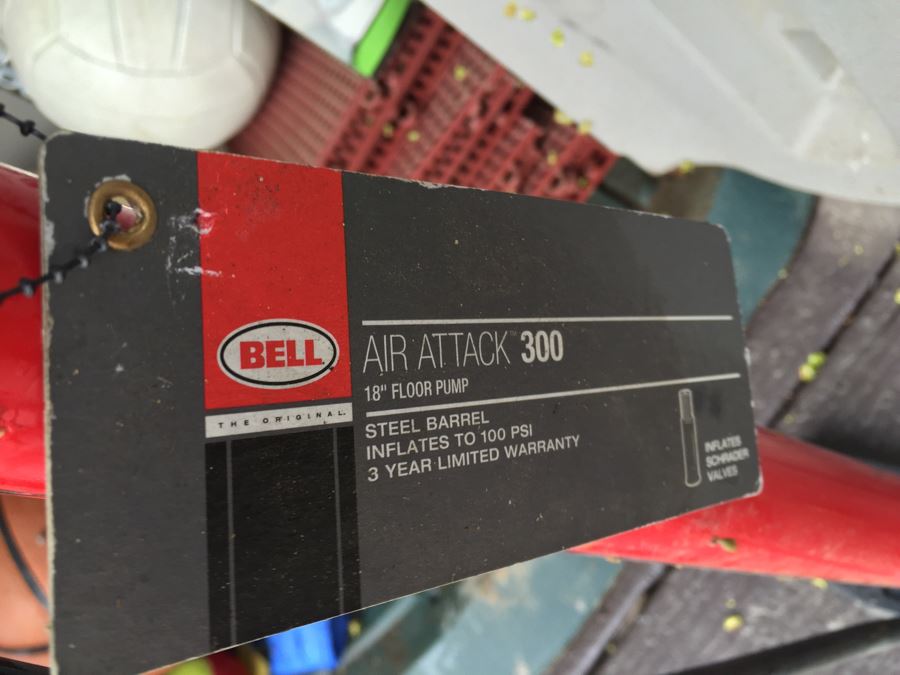 BELL
THE ORIGINAL.
AIR ATTACK™ 300
18" FLOOR PUMP
STEEL BARREL
INFLATES TO 100 PSI
3 YEAR LIMITED WARRANTY
INFLATES
SCHRADER
VALVES